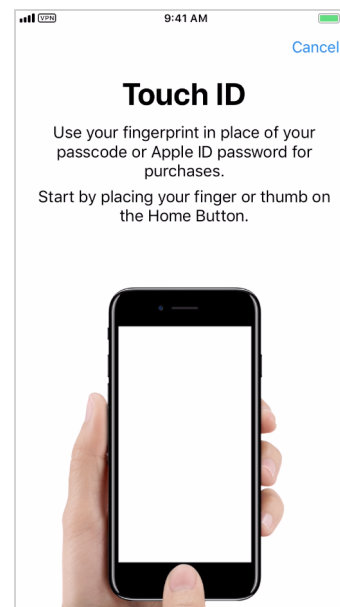 VPN 9:41 AM
Cancel
Touch ID
Use your fingerprint in place of your
passcode or Apple ID password for
purchases.
Start by placing your finger or thumb on
the Home Button.